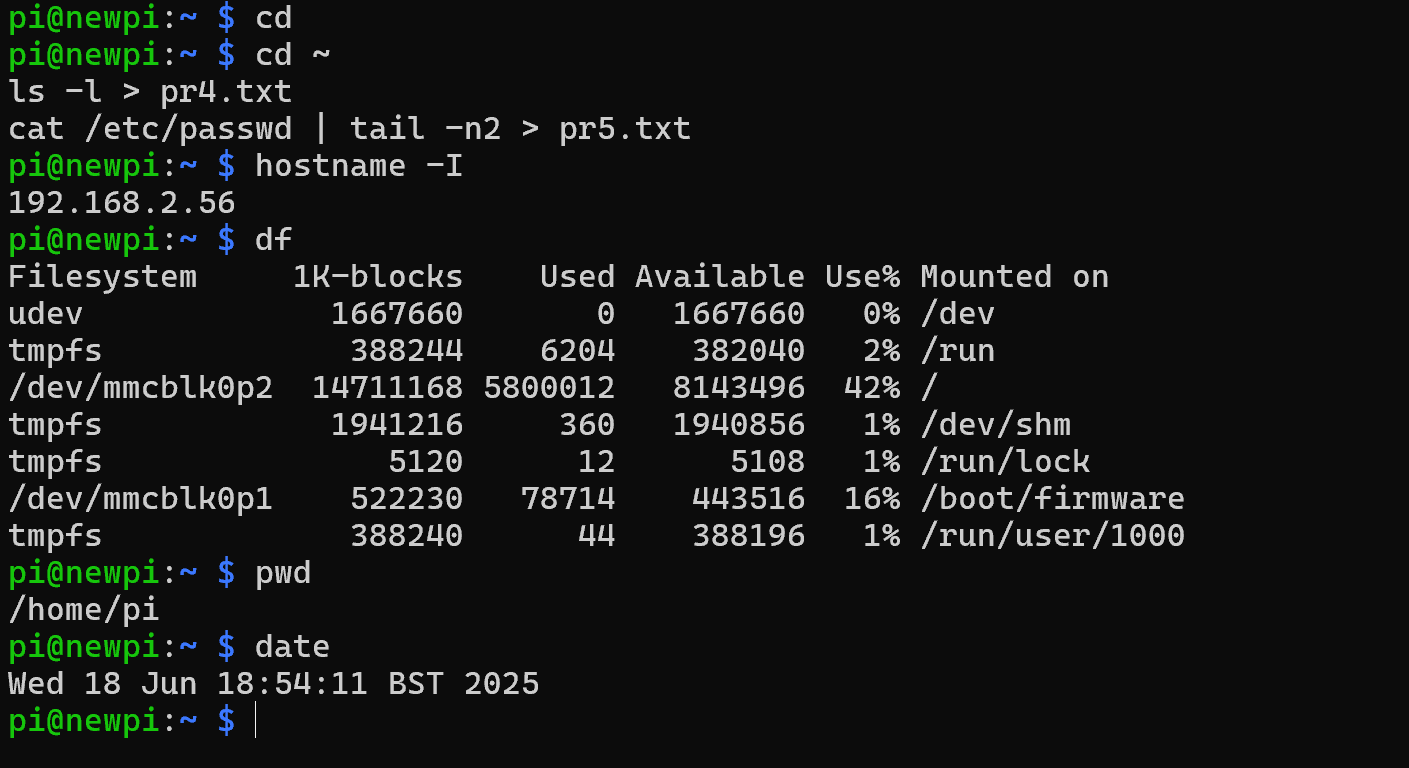 pi@newpi:~ $ cd
pi@newpi:~ $ cd ~
ls -l > pr4.txt
cat /etc/passwd | tail -n2 > pr5.txt
pi@newpi:~ $ hostname -I
192.168.2.56
pi@newpi:~ $ df
Filesystem     1K-blocks    Used Available Use% Mounted on
udev             1667660       0   1667660   0% /dev
tmpfs             388244    6204    382040   2% /run
/dev/mmcblk0p2  14711168 5800012   8143496  42% /
tmpfs            1941216     360   1940856   1% /dev/shm
tmpfs               5120      12      5108   1% /run/lock
/dev/mmcblk0p1    522230   78714    443516  16% /boot/firmware
tmpfs             388240      44    388196   1% /run/user/1000
pi@newpi:~ $ pwd
/home/pi
pi@newpi:~ $ date
Wed 18 Jun 18:54:11 BST 2025
pi@newpi:~ $